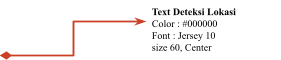 Text Deteksi Lokasi
Color : #000000
Font : Jersey 10
size 60, Center